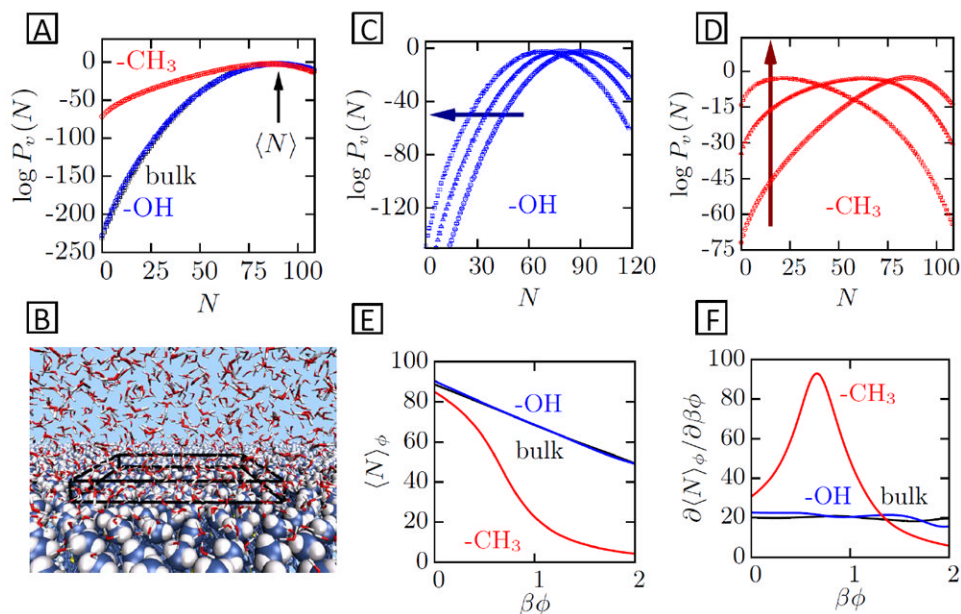 A
-CH₃
-OH
bulk
⟨N⟩
log Pᵥ(N)
0
-50
-100
-150
-200
-250
0 25 50 75 100
N
C
-OH
log Pᵥ(N)
0
-40
-80
-120
0 30 60 90 120
N
D
-CH₃
log Pᵥ(N)
0
-15
-30
-45
-60
-75
0 25 50 75 100
N
B
E
-OH
bulk
-CH₃
⟨N⟩ϕ
100
80
60
40
20
0
0 1 2
βϕ
F
-CH₃
-OH
bulk
∂⟨N⟩ϕ/∂βϕ
100
80
60
40
20
0
0 1 2
βϕ